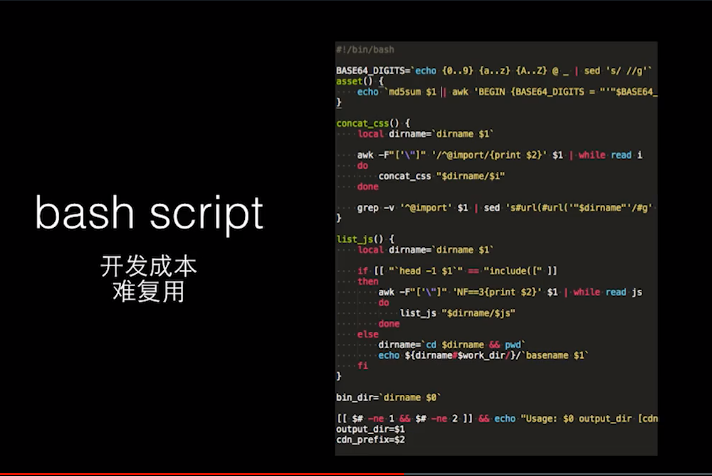 bash script
开发成本
难复用
#!/bin/bash
BASE64_DIGITS=`echo {0..9} {a..z} {A..Z} @ _ | sed 's/ //g'`
asset() {
    echo `md5sum $1 | awk 'BEGIN {BASE64_DIGITS = "'"$BASE64_
}
concat_css() {
    local dirname=`dirname $1`
    awk -F"['\"]" '/^@import/{print $2}' $1 | while read i
    do
        concat_css "$dirname/$i"
    done
    grep -v '^@import' $1 | sed 's#url(#url('"$dirname"'/#g'
}
list_js() {
    local dirname=`dirname $1`
    if [[ "`head -1 $1`" == "include([" ]]
    then
        awk -F"['\"]" 'NF==3{print $2}' $1 | while read js
        do
            list_js "$dirname/$js"
        done
    else
        dirname=`cd $dirname && pwd`
        echo ${dirname#$work_dir/}/`basename $1`
    fi
}
bin_dir=`dirname $0`
[[ $# -ne 1 && $# -ne 2 ]] && echo "Usage: $0 output_dir [cdn
output_dir=$1
cdn_prefix=$2